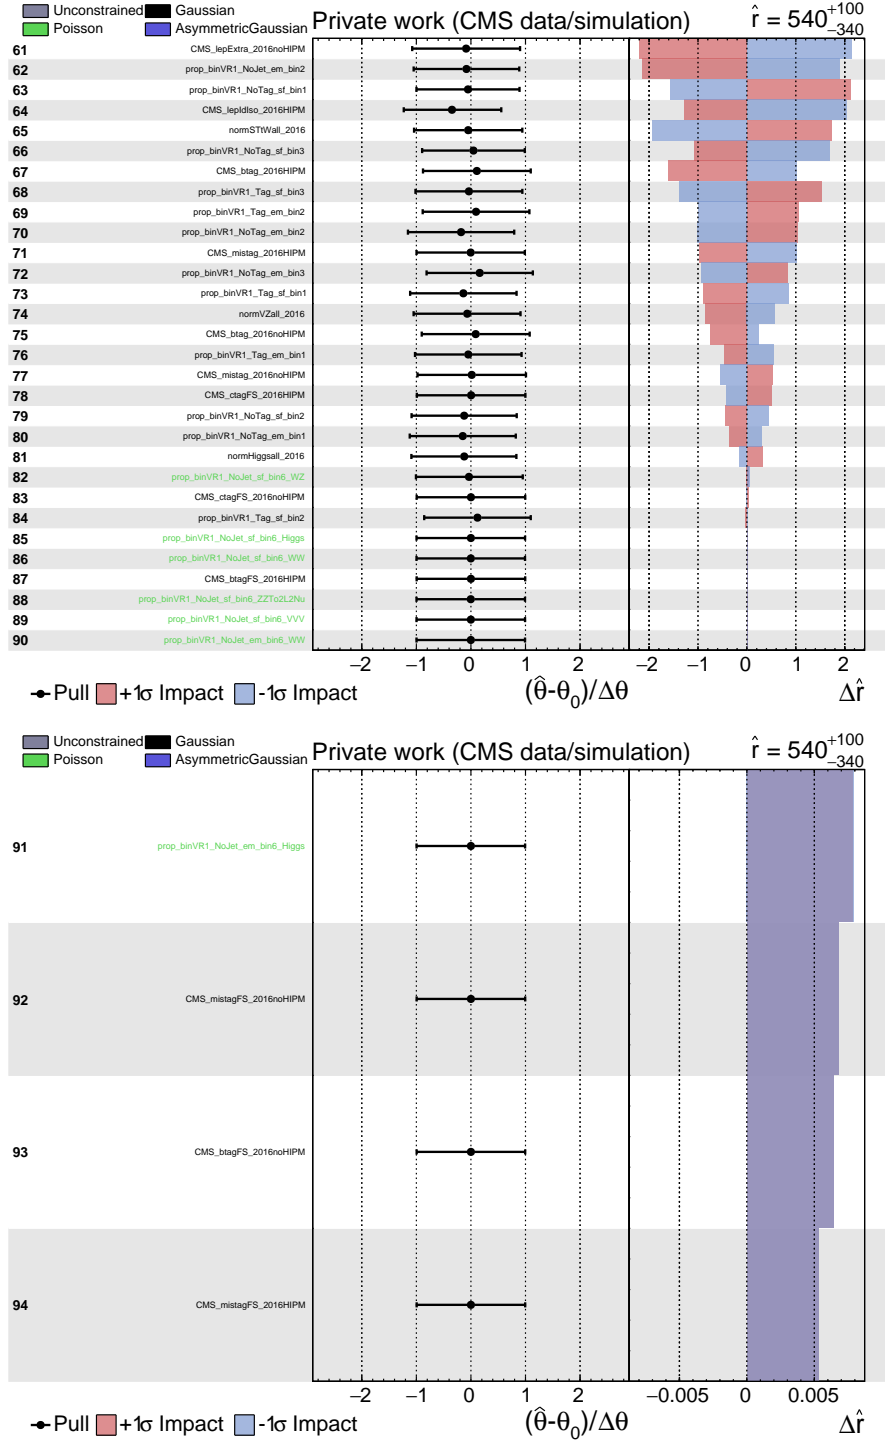 Unconstrained Gaussian
Poisson AsymmetricGaussian
Private work (CMS data/simulation)
r̂ = 540 +100 −340
61 CMS_lepExtra_2016noHIPM
62 prop_binVR1_NoJet_em_bin2
63 prop_binVR1_NoTag_sf_bin1
64 CMS_lepIdIso_2016HIPM
65 normSTtWall_2016
66 prop_binVR1_NoTag_sf_bin3
67 CMS_btag_2016HIPM
68 prop_binVR1_Tag_sf_bin3
69 prop_binVR1_Tag_em_bin2
70 prop_binVR1_NoTag_em_bin2
71 CMS_mistag_2016HIPM
72 prop_binVR1_NoTag_em_bin3
73 prop_binVR1_Tag_sf_bin1
74 normVZall_2016
75 CMS_btag_2016noHIPM
76 prop_binVR1_Tag_em_bin1
77 CMS_mistag_2016noHIPM
78 CMS_ctagFS_2016HIPM
79 prop_binVR1_NoTag_sf_bin2
80 prop_binVR1_NoTag_em_bin1
81 normHiggsall_2016
82 prop_binVR1_NoJet_sf_bin6_WZ
83 CMS_ctagFS_2016noHIPM
84 prop_binVR1_Tag_sf_bin2
85 prop_binVR1_NoJet_sf_bin6_Higgs
86 prop_binVR1_NoJet_sf_bin6_WW
87 CMS_btagFS_2016HIPM
88 prop_binVR1_NoJet_sf_bin6_ZZTo2L2Nu
89 prop_binVR1_NoJet_sf_bin6_VVV
90 prop_binVR1_NoJet_em_bin6_WW
−2 −1 0 1 2 −2 −1 0 1 2
Pull +1σ Impact -1σ Impact (θ̂-θ0)/Δθ Δr̂
Unconstrained Gaussian
Poisson AsymmetricGaussian
Private work (CMS data/simulation)
r̂ = 540 +100 −340
91 prop_binVR1_NoJet_em_bin6_Higgs
92 CMS_mistagFS_2016noHIPM
93 CMS_btagFS_2016noHIPM
94 CMS_mistagFS_2016HIPM
−2 −1 0 1 2 −0.005 0 0.005
Pull +1σ Impact -1σ Impact (θ̂-θ0)/Δθ Δr̂